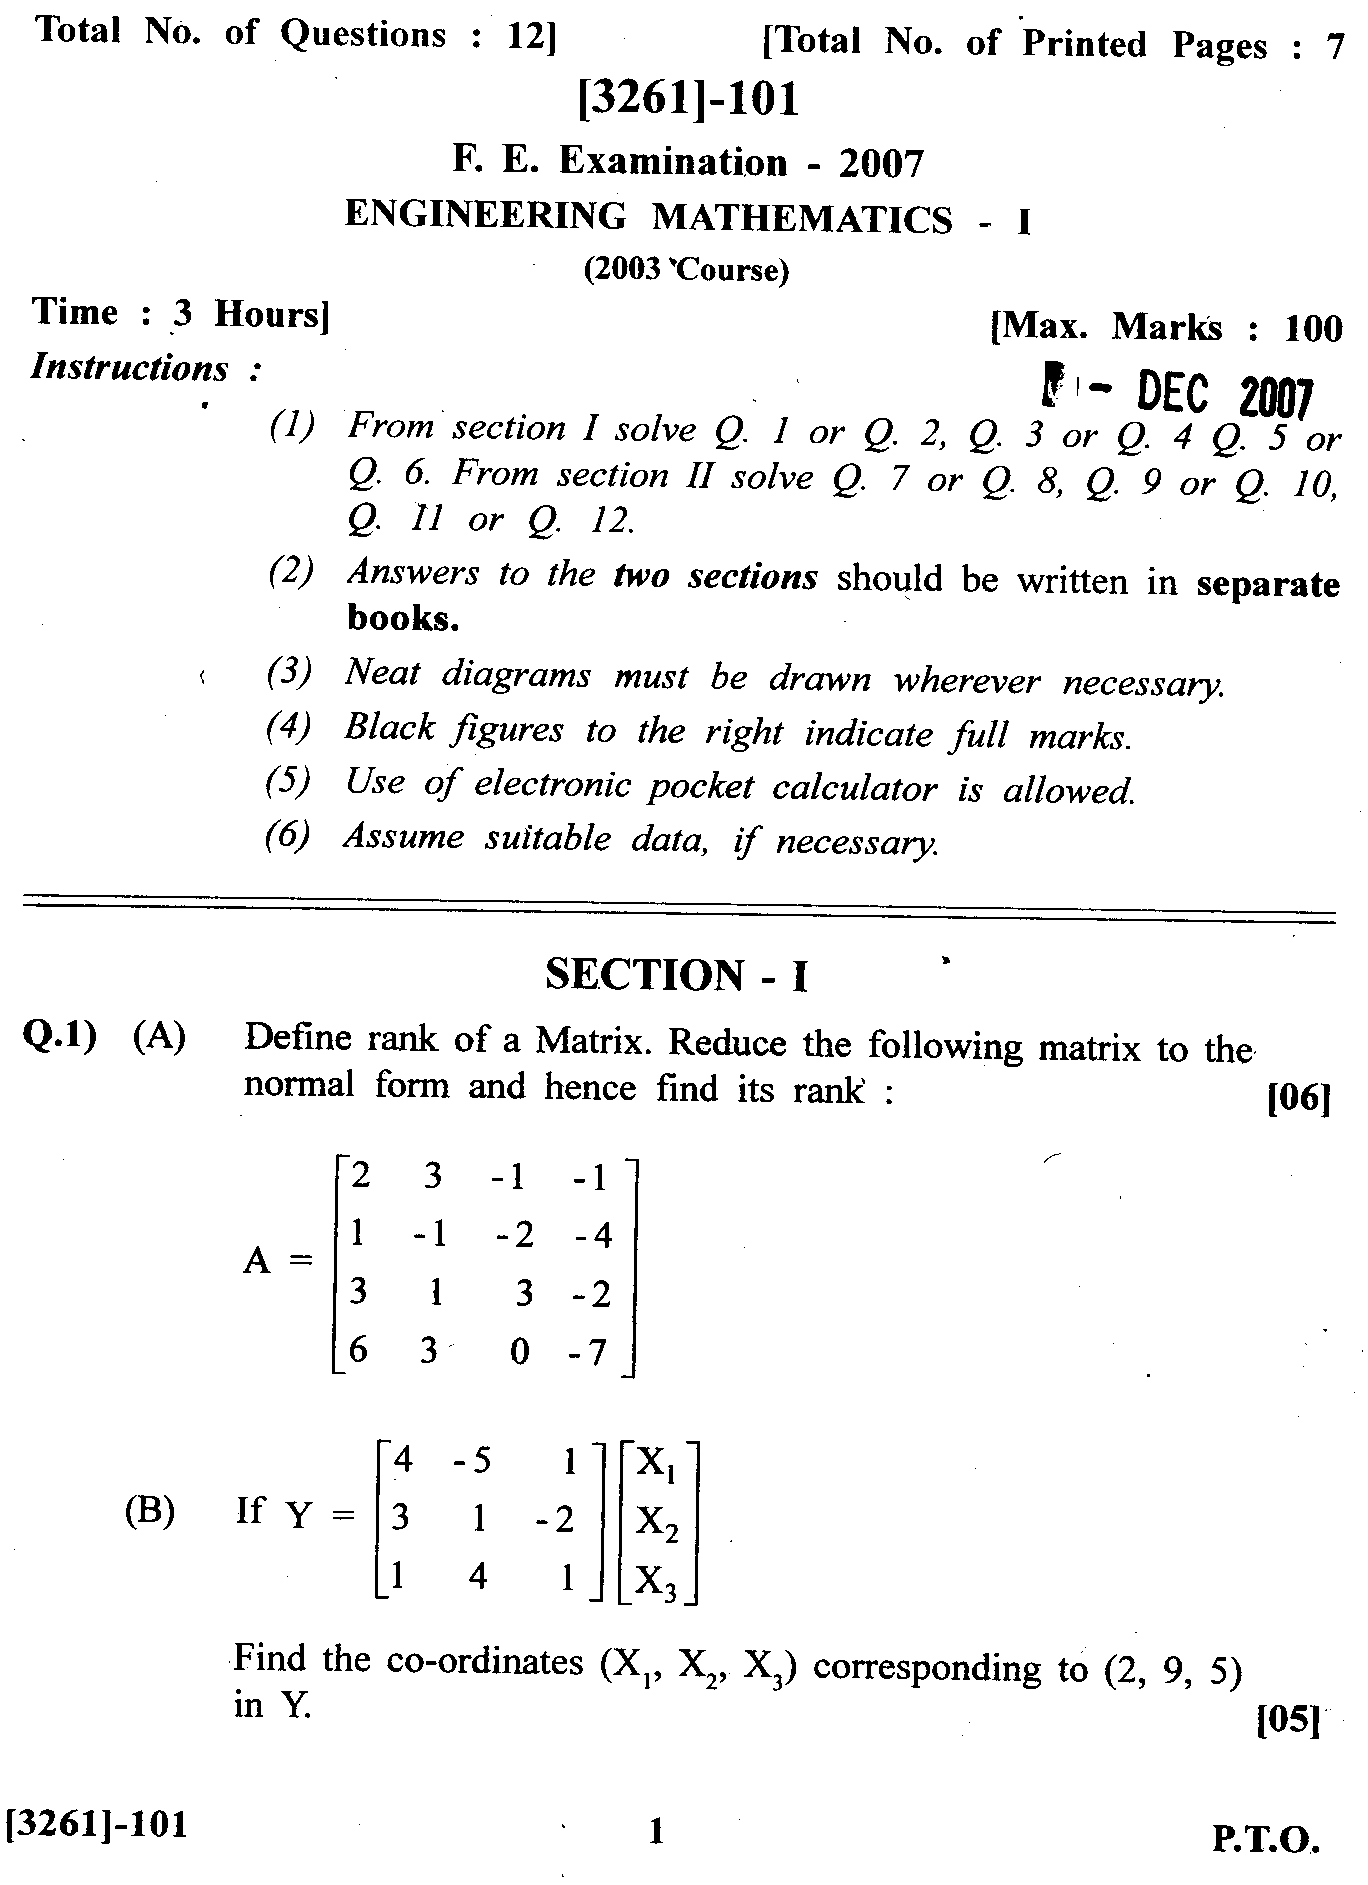 Total No. of Questions : 12]
[Total No. of Printed Pages : 7
[3261]-101
F. E. Examination - 2007
ENGINEERING MATHEMATICS - I
(2003 Course)
Time : 3 Hours]
[Max. Marks : 100
Instructions :
- DEC 2007
(1) From section I solve Q. 1 or Q. 2, Q. 3 or Q. 4 Q. 5 or
Q. 6. From section II solve Q. 7 or Q. 8, Q. 9 or Q. 10,
Q. 11 or Q. 12.
(2) Answers to the two sections should be written in separate
books.
(3) Neat diagrams must be drawn wherever necessary.
(4) Black figures to the right indicate full marks.
(5) Use of electronic pocket calculator is allowed.
(6) Assume suitable data, if necessary.
SECTION - I
Q.1) (A) Define rank of a Matrix. Reduce the following matrix to the
normal form and hence find its rank : [06]
2 3 -1 -1
1 -1 -2 -4
A =
3 1 3 -2
6 3 0 -7
4 -5 1 X₁
(B) If Y = 3 1 -2 X₂
1 4 1 X₃
Find the co-ordinates (X₁, X₂, X₃) corresponding to (2, 9, 5)
in Y. [05]
[3261]-101 1 P.T.O.